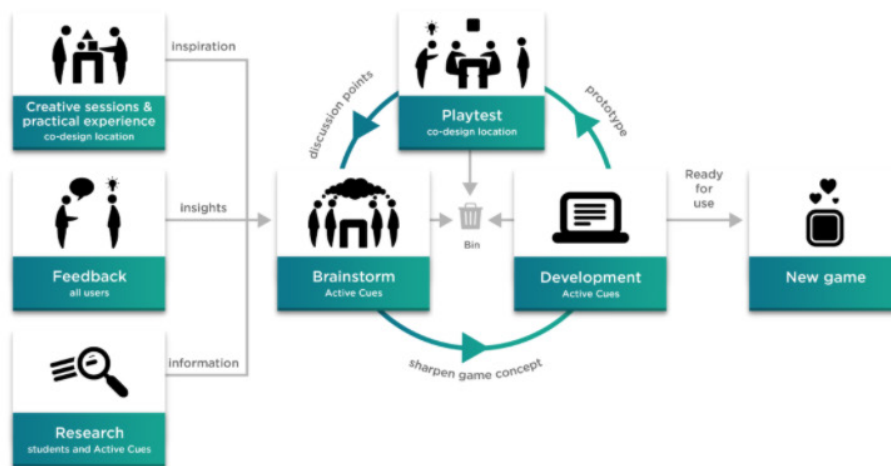 inspiration
Creative sessions &
practical experience
co-design location
insights
Feedback
all users
information
Research
students and Active Cues
discussion points
Playtest
co-design location
prototype
Brainstorm
Active Cues
Bin
Development
Active Cues
sharpen game concept
Ready
for
use
New game